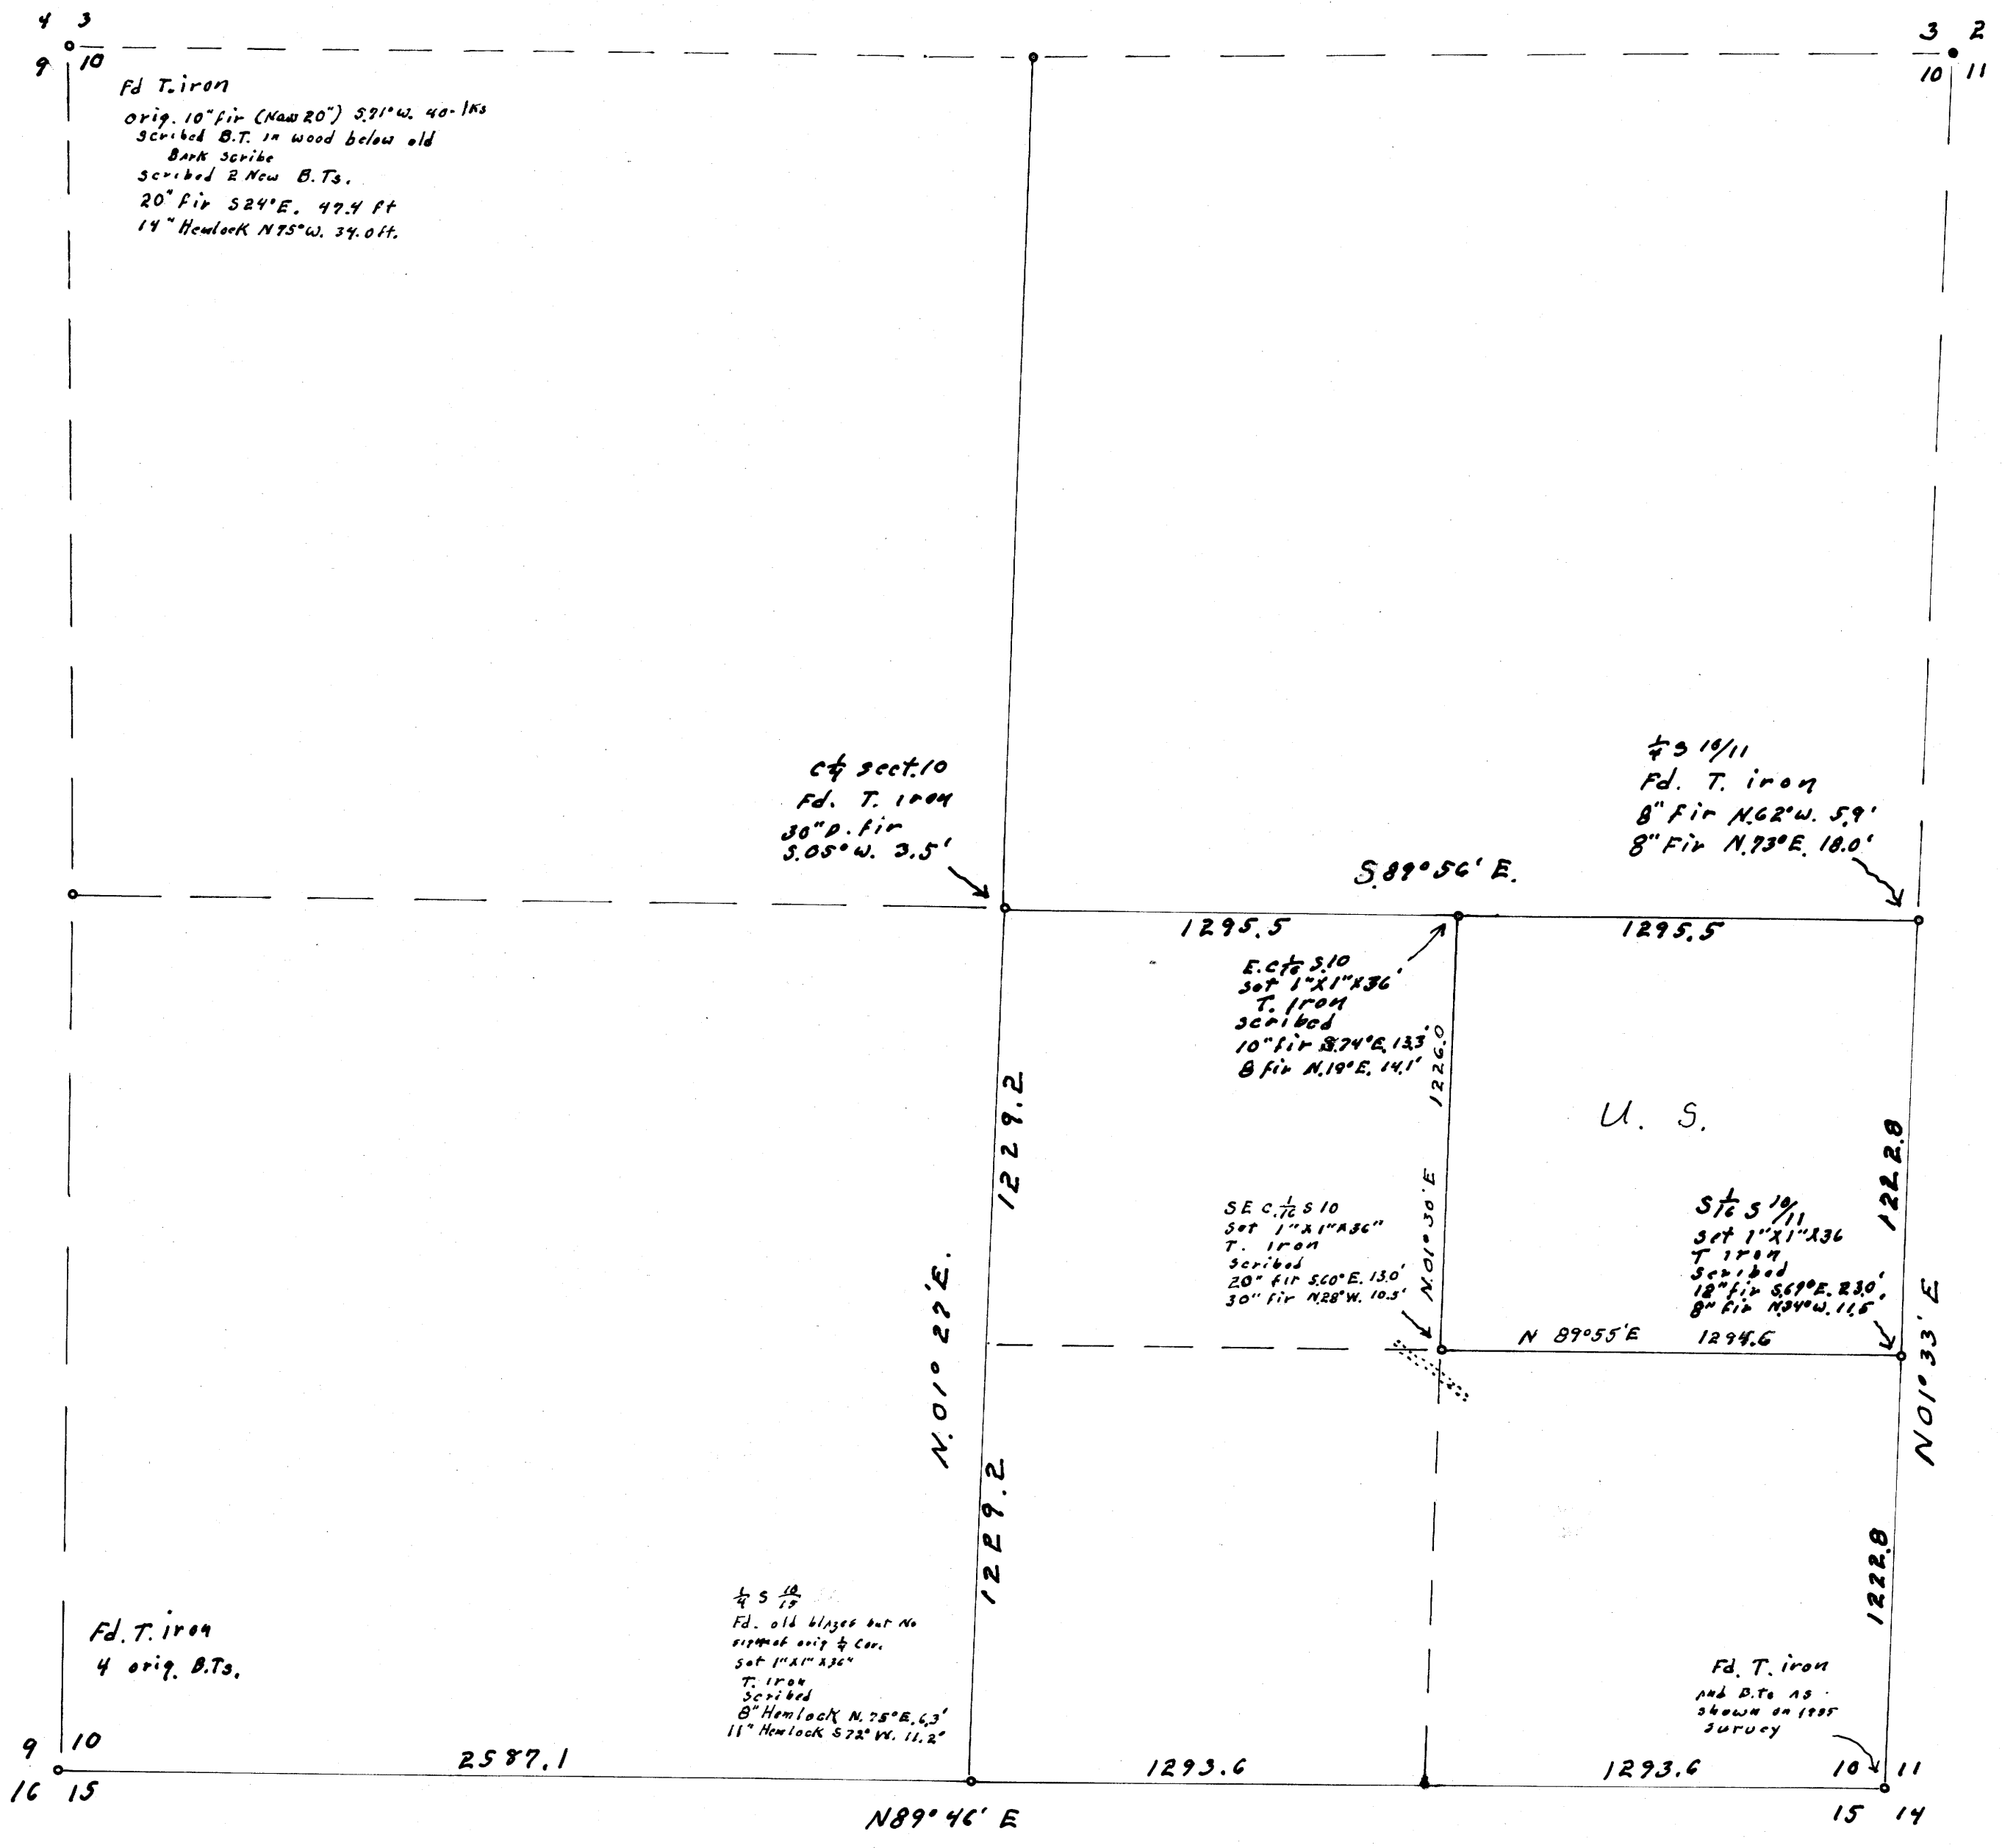 4 3
9 10
3 2
10 11
Fd T. iron
orig. 10" fir (Now 20") S.71°W. 40-lks
scribed B.T. in wood below old
Bark scribe
scribed 2 New B.Ts.
20" fir S24°E. 47.4 ft
14" Hemlock N75°W. 34.0 ft.
C 1/4 sect. 10
Fd. T. iron
30" D. fir
S.05°W. 3.5'
1/4 S 10/11
Fd. T. iron
8" Fir N.62°W. 5.9'
8" Fir N.73°E. 18.0'
S.89°56' E.
1295.5
1295.5
E.C 1/16 S.10
set 1"X1"X36'
T. Iron
scribed
10" fir S.74°E. 13.3'
8 fir N.19°E. 14.1'
1226.0
N.01°30'E
U. S.
1229.2
1222.8
SE C. 1/16 S 10
Set 1"X1"X36"
T. Iron
scribed
20" fir S.60°E. 13.0'
30" fir N.28°W. 10.5'
S 1/16 S 10/11
set 1"X1"X36
T iron
scribed
12" fir S.69°E. 23.0'
8" fir N.34°W. 11.5
N 89°55'E 1294.6
N.01°27'E.
N01°33' E
1229.2
1222.8
1/4 S 10/15
Fd. old blazes but No
sign of orig 1/4 Cor.
set 1"X1"X36"
T. Iron
scribed
8" Hemlock N.75°E. 6.3'
11" Hemlock S 72° W. 11.2'
Fd. T. iron
4 orig. B.Ts.
Fd. T. iron
and B.Ts as
shown on
survey
9 10
16 15
2587.1
1293.6
1293.6
10 11
15 14
N89°46' E